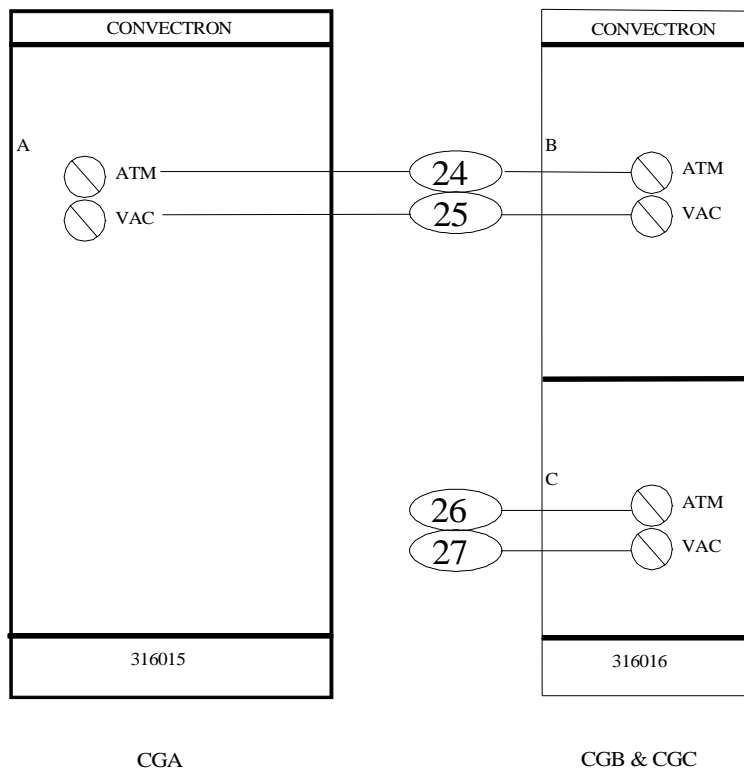 CONVECTRON
CONVECTRON
A
B
ATM
24
ATM
VAC
25
VAC
C
26
ATM
27
VAC
316015
316016
CGA
CGB & CGC